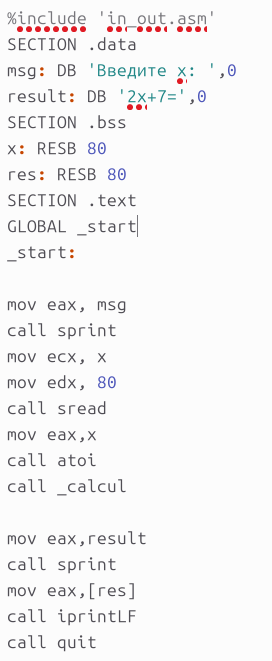 %include 'in_out.asm'
SECTION .data
msg: DB 'Введите x: ',0
result: DB '2x+7=',0
SECTION .bss
x: RESB 80
res: RESB 80
SECTION .text
GLOBAL _start
_start:
mov eax, msg
call sprint
mov ecx, x
mov edx, 80
call sread
mov eax,x
call atoi
call _calcul
mov eax,result
call sprint
mov eax,[res]
call iprintLF
call quit